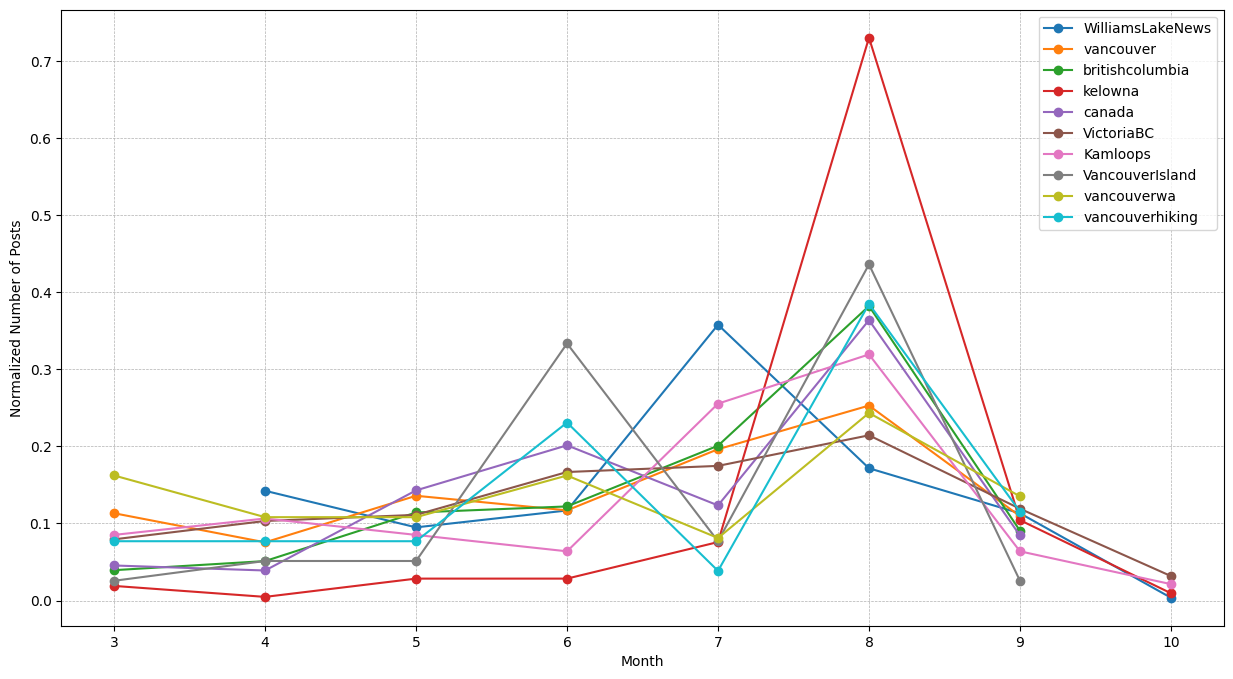 WilliamsLakeNews
vancouver
britishcolumbia
kelowna
canada
VictoriaBC
Kamloops
VancouverIsland
vancouverwa
vancouverhiking
0.7
0.6
0.5
0.4
0.3
0.2
0.1
0.0
Normalized Number of Posts
3 4 5 6 7 8 9 10
Month